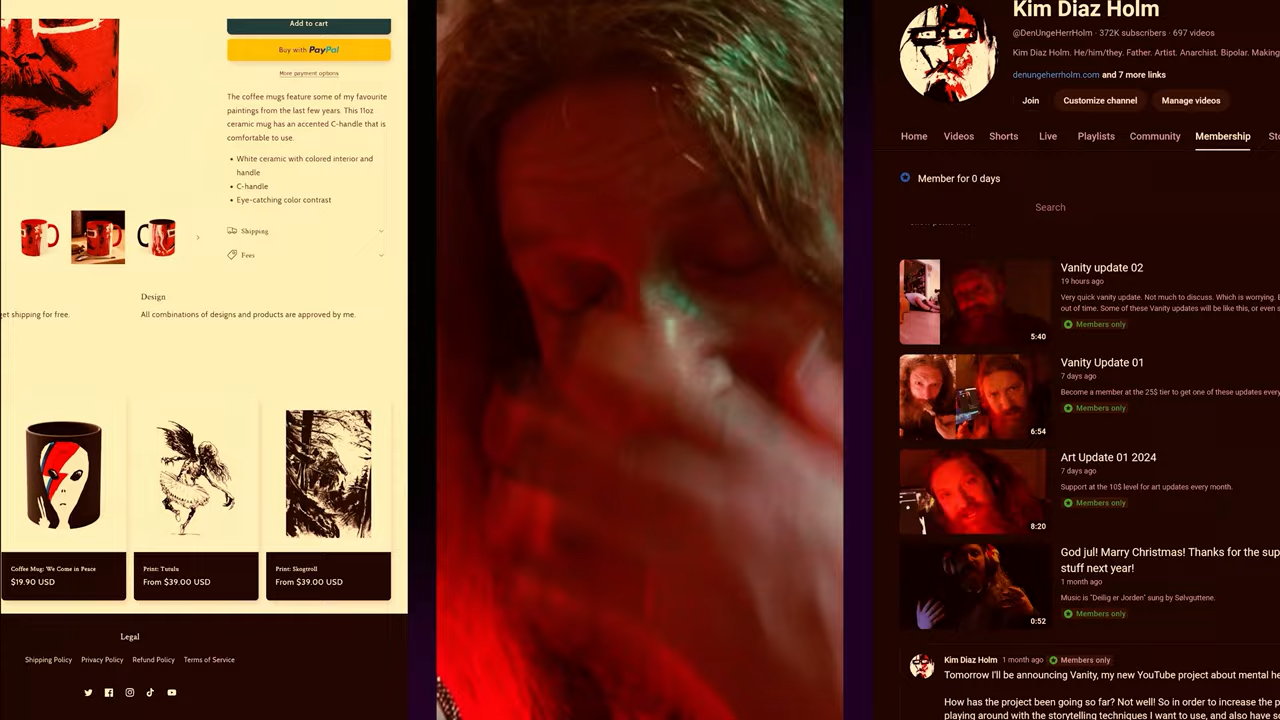 Add to cart
Buy with PayPal
More payment options
The coffee mugs feature some of my favourite
paintings from the last few years. This 11oz
ceramic mug has an accented C-handle that is
comfortable to use.
• White ceramic with colored interior and
handle
• C-handle
• Eye-catching color contrast
Shipping
Fees
Design
get shipping for free.
All combinations of designs and products are approved by me.
Coffee Mug: We Come in Peace
$19.90 USD
Print: Tutulu
From $39.00 USD
Print: Skogtroll
From $39.00 USD
Legal
Shipping Policy Privacy Policy Refund Policy Terms of Service
Kim Diaz Holm
@DenUngeHerrHolm · 372K subscribers · 697 videos
Kim Diaz Holm. He/him/they. Father. Artist. Anarchist. Bipolar. Making
denungeherrholm.com and 7 more links
Join Customize channel Manage videos
Home Videos Shorts Live Playlists Community Membership
Member for 0 days
Search
Vanity update 02
19 hours ago
Very quick vanity update. Not much to discuss. Which is worrying.
out of time. Some of these Vanity updates will be like this, or even
Members only
5:40
Vanity Update 01
7 days ago
Become a member at the 25$ tier to get one of these updates every
Members only
6:54
Art Update 01 2024
7 days ago
Support at the 10$ level for art updates every month.
Members only
8:20
God jul! Marry Christmas! Thanks for the sup
stuff next year!
1 month ago
Music is "Deilig er Jorden" sung by Sølvguttene.
Members only
0:52
Kim Diaz Holm 1 month ago Members only
Tomorrow I'll be announcing Vanity, my new YouTube project about mental he
How has the project been going so far? Not well! So in order to increase the p
playing around with the storytelling techniques I want to use, and also have